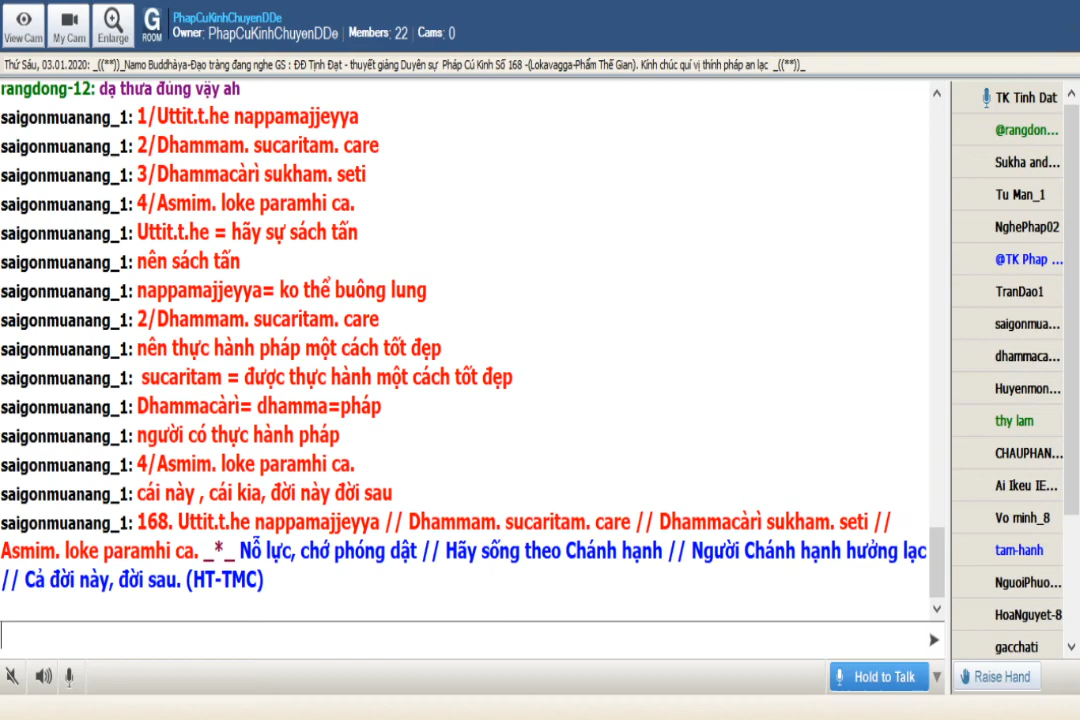 PhapCuKinhChuyenDDe
Owner: PhapCuKinhChuyenDDe | Members: 22 | Cams: 0
View Cam My Cam Enlarge G ROOM
Thứ Sáu, 03.01.2020: _((**))_Namo Buddhàya-Đạo tràng đang nghe GS : ĐĐ Tịnh Đạt - thuyết giảng Duyên sự Pháp Cú Kinh Số 168 -(Lokavagga-Phẩm Thế Gian). Kính chúc quí vị thính pháp an lạc _((**))_
rangdong-12: dạ thưa đúng vậy ah
saigonmuanang_1: 1/Uttit.t.he nappamajjeyya
saigonmuanang_1: 2/Dhammam. sucaritam. care
saigonmuanang_1: 3/Dhammacàrì sukham. seti
saigonmuanang_1: 4/Asmim. loke paramhi ca.
saigonmuanang_1: Uttit.t.he = hãy sự sách tấn
saigonmuanang_1: nên sách tấn
saigonmuanang_1: nappamajjeyya= ko thể buông lung
saigonmuanang_1: 2/Dhammam. sucaritam. care
saigonmuanang_1: nên thực hành pháp một cách tốt đẹp
saigonmuanang_1: sucaritam = được thực hành một cách tốt đẹp
saigonmuanang_1: Dhammacàrì= dhamma=pháp
saigonmuanang_1: người có thực hành pháp
saigonmuanang_1: 4/Asmim. loke paramhi ca.
saigonmuanang_1: cái này , cái kia, đời này đời sau
saigonmuanang_1: 168. Uttit.t.he nappamajjeyya // Dhammam. sucaritam. care // Dhammacàrì sukham. seti //
Asmim. loke paramhi ca. _*_ Nỗ lực, chớ phóng dật // Hãy sống theo Chánh hạnh // Người Chánh hạnh hưởng lạc
// Cả đời này, đời sau. (HT-TMC)
TK Tinh Dat
@rangdon...
Sukha and...
Tu Man_1
NghePhap02
@TK Phap ...
TranDao1
saigonmua...
dhammaca...
Huyenmon...
thy lam
CHAUPHAN...
Ai Ikeu IE...
Vo minh_8
tam-hanh
NguoiPhuo...
HoaNguyet-8
gacchati
Hold to Talk
Raise Hand